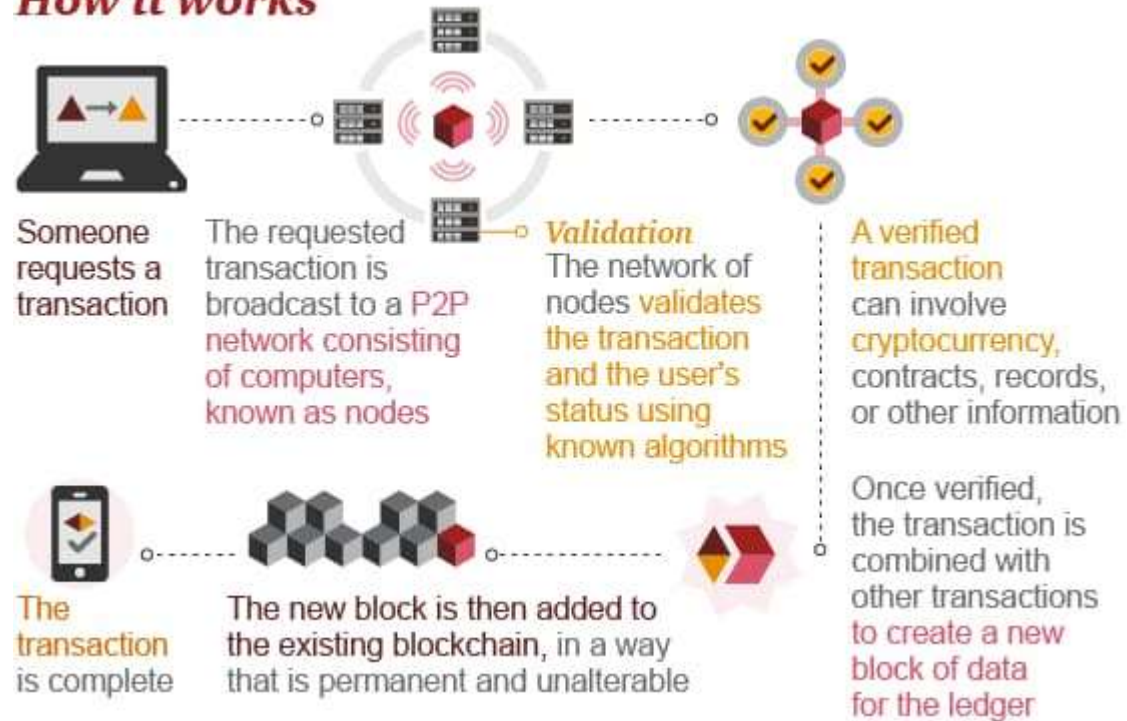 How it works
Someone
requests a
transaction
The requested
transaction is
broadcast to a P2P
network consisting
of computers,
known as nodes
Validation
The network of
nodes validates
the transaction
and the user's
status using
known algorithms
A verified
transaction
can involve
cryptocurrency,
contracts, records,
or other information
Once verified,
the transaction is
combined with
other transactions
to create a new
block of data
for the ledger
The new block is then added to
the existing blockchain, in a way
that is permanent and unalterable
The
transaction
is complete